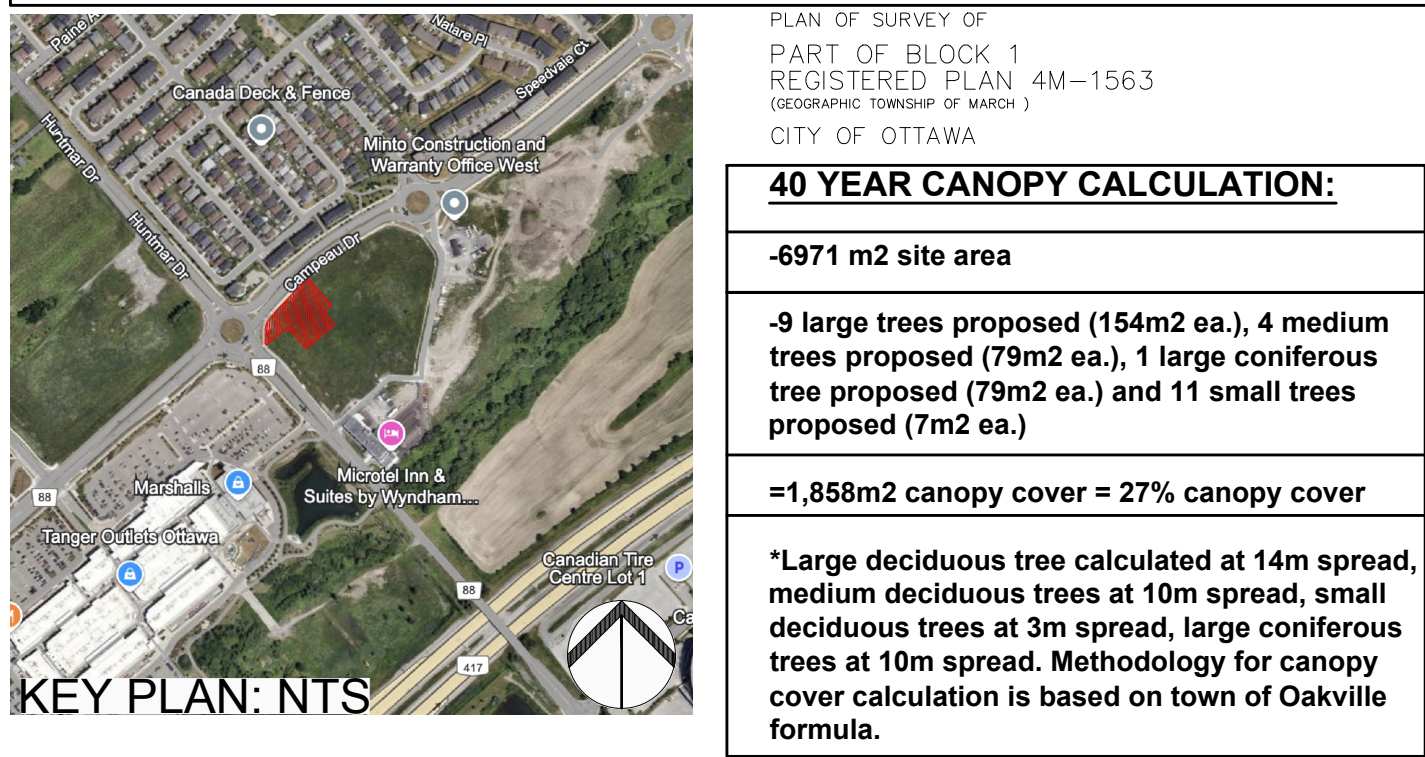 Paine A
Natare Pl
Speedvale Ct
Canada Deck & Fence
Huntmar Dr
Minto Construction and
Warranty Office West
Huntmar Dr
Campeau Dr
88
Microtel Inn &
Suites by Wyndham...
Marshalls
88
Tanger Outlets Ottawa
Canadian Tire
Centre Lot 1
P
88
Ca
417
KEY PLAN: NTS
PLAN OF SURVEY OF
PART OF BLOCK 1
REGISTERED PLAN 4M-1563
(GEOGRAPHIC TOWNSHIP OF MARCH )
CITY OF OTTAWA
40 YEAR CANOPY CALCULATION:
-6971 m2 site area
-9 large trees proposed (154m2 ea.), 4 medium
trees proposed (79m2 ea.), 1 large coniferous
tree proposed (79m2 ea.) and 11 small trees
proposed (7m2 ea.)
=1,858m2 canopy cover = 27% canopy cover
*Large deciduous tree calculated at 14m spread,
medium deciduous trees at 10m spread, small
deciduous trees at 3m spread, large coniferous
trees at 10m spread. Methodology for canopy
cover calculation is based on town of Oakville
formula.